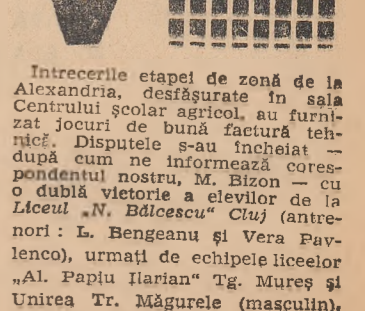 Intrecerile etapei de zonă de la
Alexandria, desfășurate în sala
Centrului școlar agricol, au furni-
zat jocuri de bună factură teh-
nică. Disputele s-au încheiat —
după cum ne informează cores-
pondentul nostru, M. Bizon — cu
o dublă victorie a elevilor de la
Liceul „N. Bălcescu“ Cluj (antre-
nori : L. Bengeanu și Vera Pav-
lenco), urmați de echipele liceelor
„Al. Papiu Ilarian“ Tg. Mureș și
Unirea Tr. Măgurele (masculin),